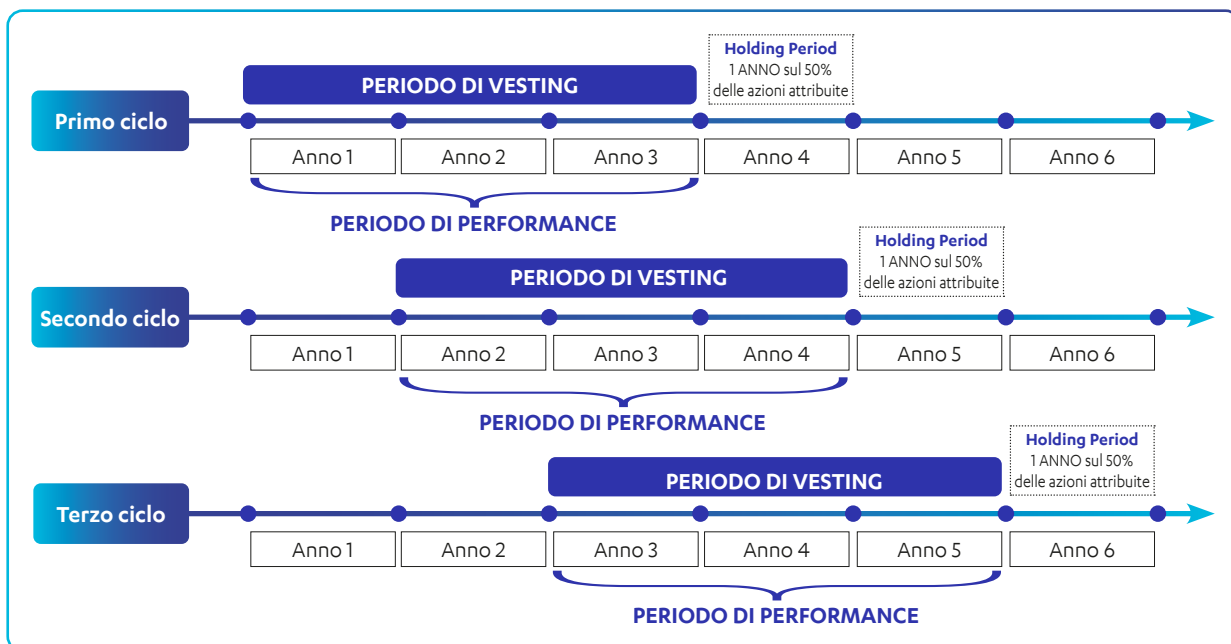 Holding Period
1 ANNO sul 50%
delle azioni attribuite
PERIODO DI VESTING
Primo ciclo
Anno 1
Anno 2
Anno 3
Anno 4
Anno 5
Anno 6
PERIODO DI PERFORMANCE
Holding Period
1 ANNO sul 50%
delle azioni attribuite
PERIODO DI VESTING
Secondo ciclo
Anno 1
Anno 2
Anno 3
Anno 4
Anno 5
Anno 6
PERIODO DI PERFORMANCE
Holding Period
1 ANNO sul 50%
delle azioni attribuite
PERIODO DI VESTING
Terzo ciclo
Anno 1
Anno 2
Anno 3
Anno 4
Anno 5
Anno 6
PERIODO DI PERFORMANCE